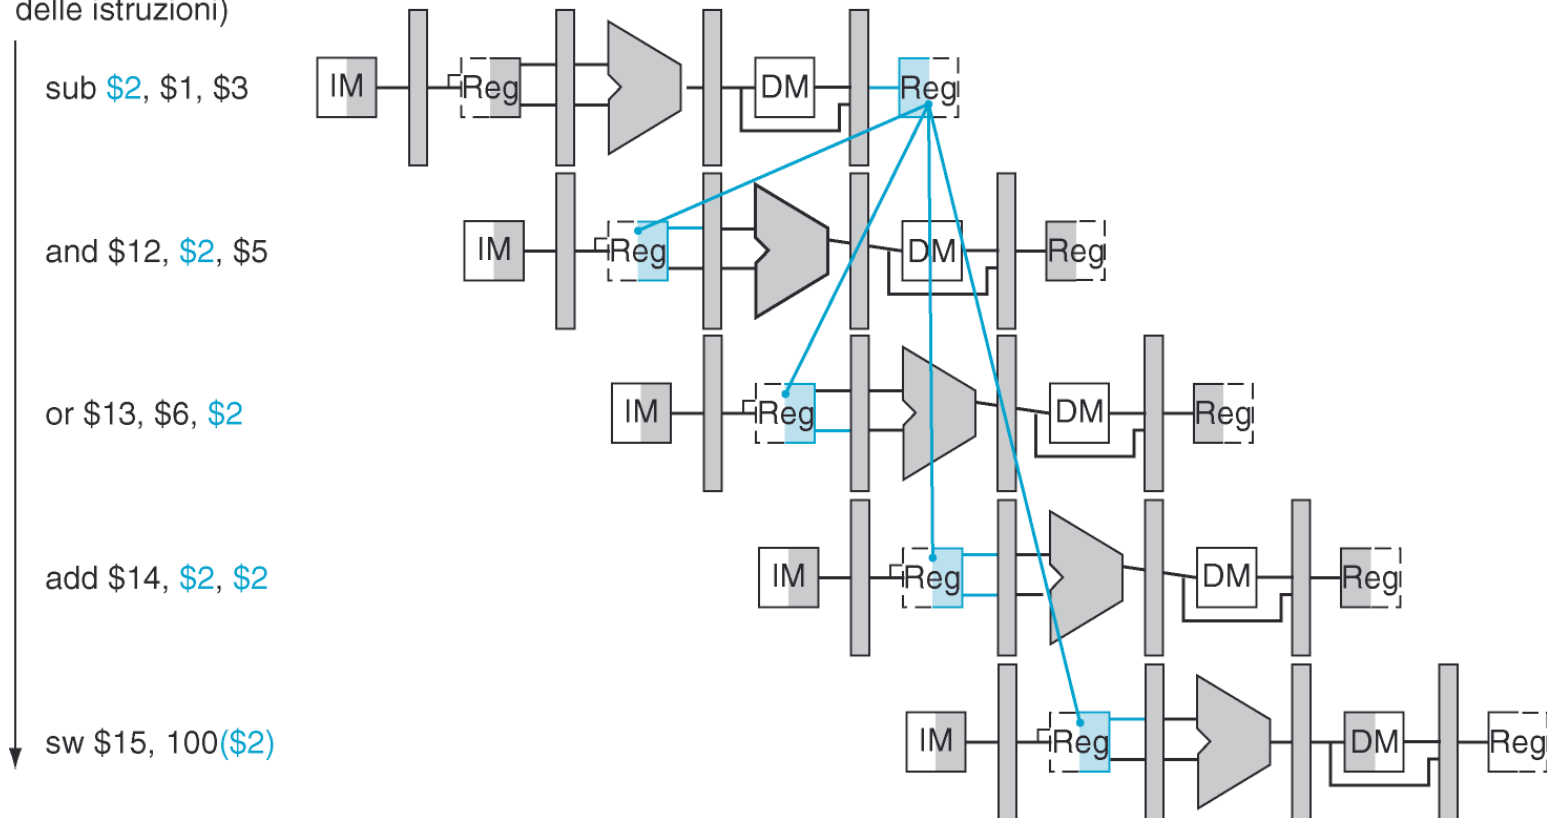 delle istruzioni)
sub $2, $1, $3
IM Reg DM Reg
and $12, $2, $5
IM Reg DM Reg
or $13, $6, $2
IM Reg DM Reg
add $14, $2, $2
IM Reg DM Reg
sw $15, 100($2)
IM Reg DM Reg